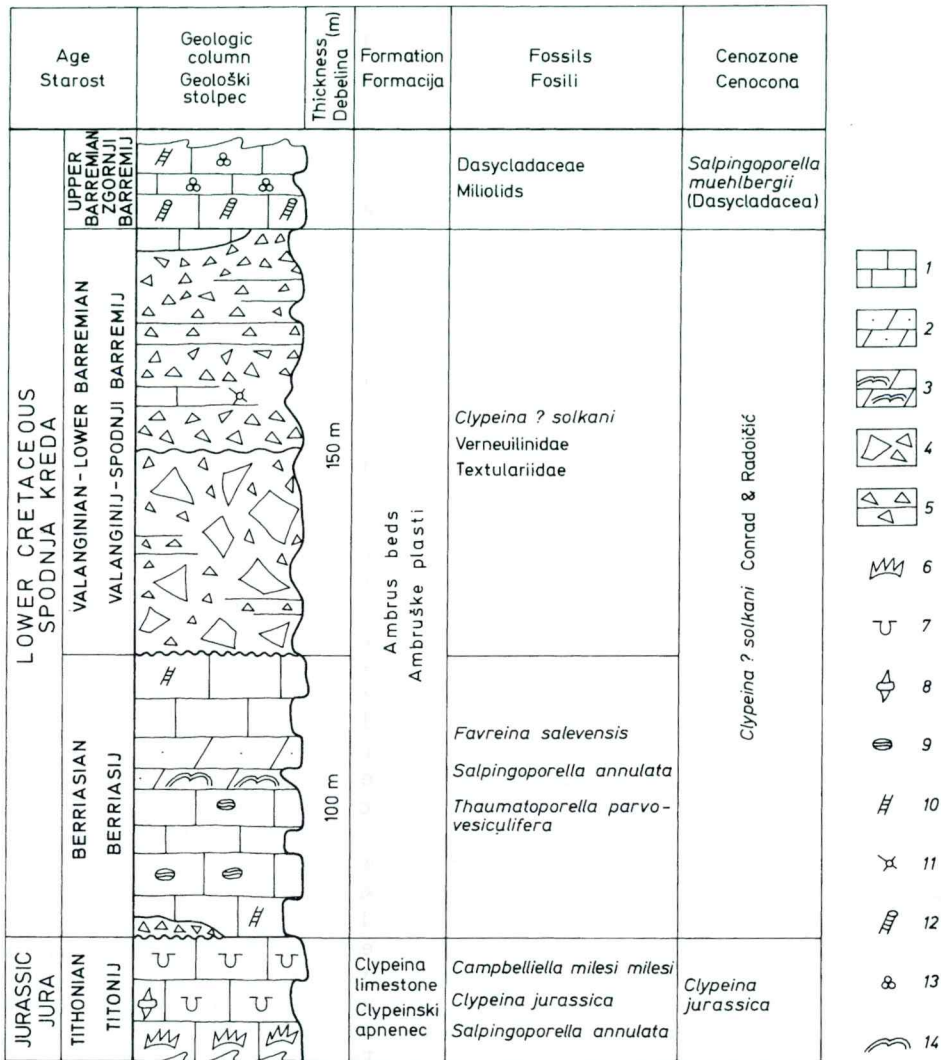 Age
Starost
Geologic
column
Geološki
stolpec
Thickness (m)
Debelina
Formation
Formacija
Fossils
Fosili
Cenozone
Cenocona
LOWER CRETACEOUS
SPODNJA KREDA
UPPER
BARREMIAN
ZGORNJI
BARREMIJ
Dasycladaceae
Miliolids
Salpingoporella
muehlbergii
(Dasycladacea)
VALANGINIAN-LOWER BARREMIAN
VALANGINIJ-SPODNJI BARREMIJ
150 m
Ambrus beds
Ambruške plasti
Clypeina ? solkani
Verneuilinidae
Textulariidae
Clypeina ? solkani Conrad & Radoičić
BERRIASIAN
BERRIASIJ
100 m
Favreina salevensis
Salpingoporella annulata
Thaumatoporella parvo-
vesiculifera
JURASSIC
JURA
TITHONIAN
TITONIJ
Clypeina
limestone
Clypeinski
apnenec
Campbelliella milesi milesi
Clypeina jurassica
Salpingoporella annulata
Clypeina
jurassica
1
2
3
4
5
6
7
8
9
10
11
12
13
14